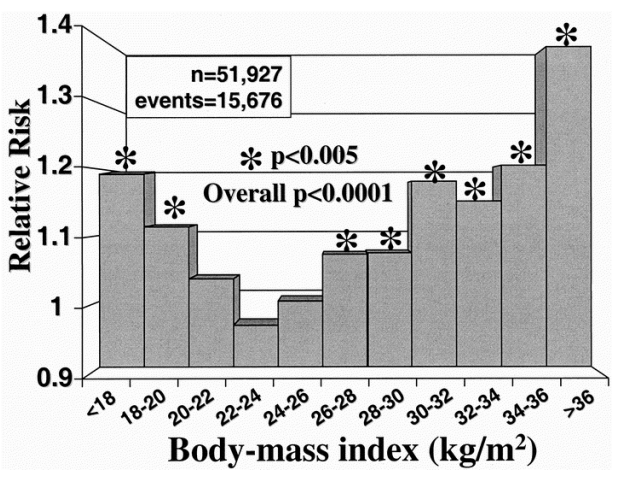 1.4
1.3
1.2
1.1
1
0.9
Relative Risk
n=51,927
events=15,676
* p<0.005
Overall p<0.0001
* * * * * * * *
<18 18-20 20-22 22-24 24-26 26-28 28-30 30-32 32-34 34-36 >36
Body-mass index (kg/m²)